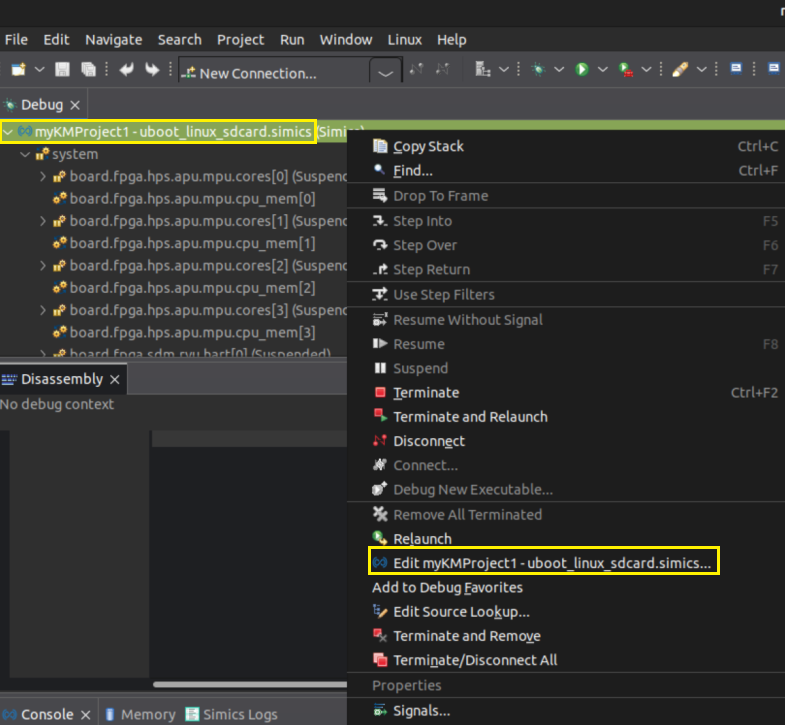 File Edit Navigate Search Project Run Window Linux Help
New Connection...
Debug
myKMProject1 - uboot_linux_sdcard.simics (Simics)
system
board.fpga.hps.apu.mpu.cores[0] (Suspend
board.fpga.hps.apu.mpu.cpu_mem[0]
board.fpga.hps.apu.mpu.cores[1] (Suspend
board.fpga.hps.apu.mpu.cpu_mem[1]
board.fpga.hps.apu.mpu.cores[2] (Suspend
board.fpga.hps.apu.mpu.cpu_mem[2]
board.fpga.hps.apu.mpu.cores[3] (Suspend
board.fpga.hps.apu.mpu.cpu_mem[3]
board.fpga.sdm.rvu.hart[0] (Suspended)
Disassembly
No debug context
Copy Stack Ctrl+C
Find... Ctrl+F
Drop To Frame
Step Into F5
Step Over F6
Step Return F7
Use Step Filters
Resume Without Signal
Resume F8
Suspend
Terminate Ctrl+F2
Terminate and Relaunch
Disconnect
Connect...
Debug New Executable...
Remove All Terminated
Relaunch
Edit myKMProject1 - uboot_linux_sdcard.simics...
Add to Debug Favorites
Edit Source Lookup...
Terminate and Remove
Terminate/Disconnect All
Properties
Signals...
Console Memory Simics Logs